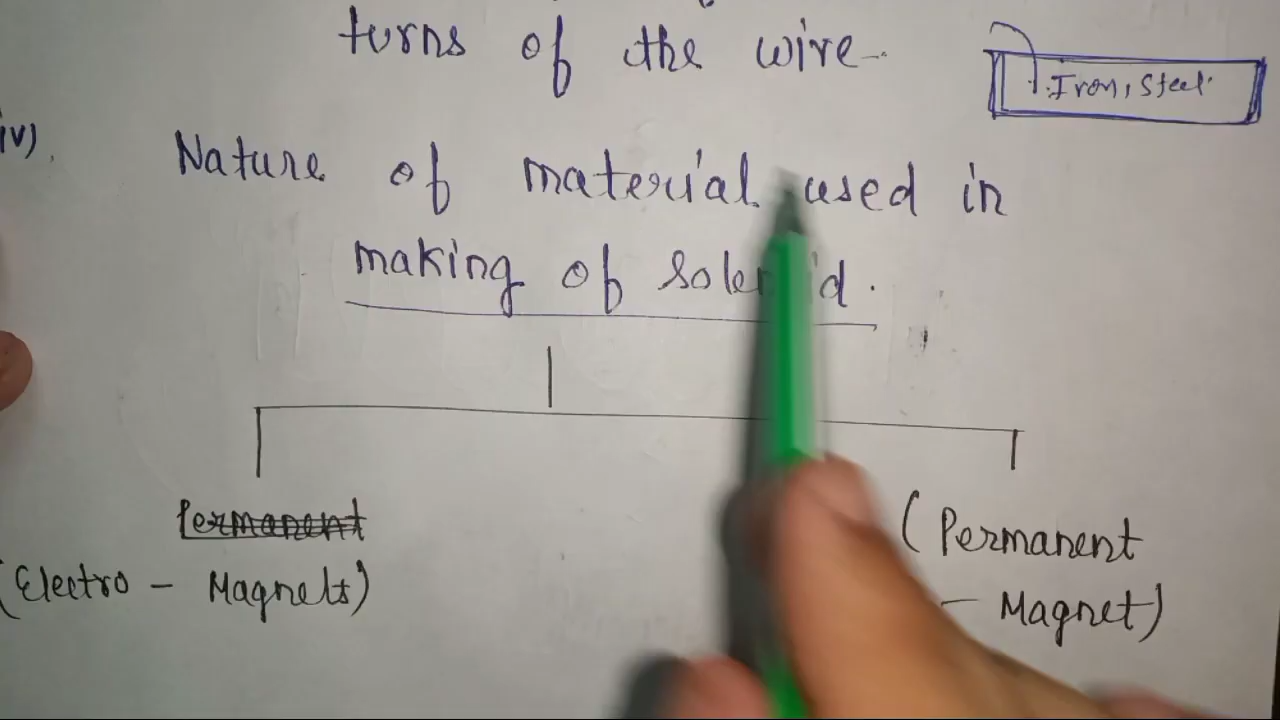 turns of the wire-
Iron, Steel
iv).
Nature of material used in
making of
Permanent
(Electro - Magnets)
(Permanent
- Magnet)